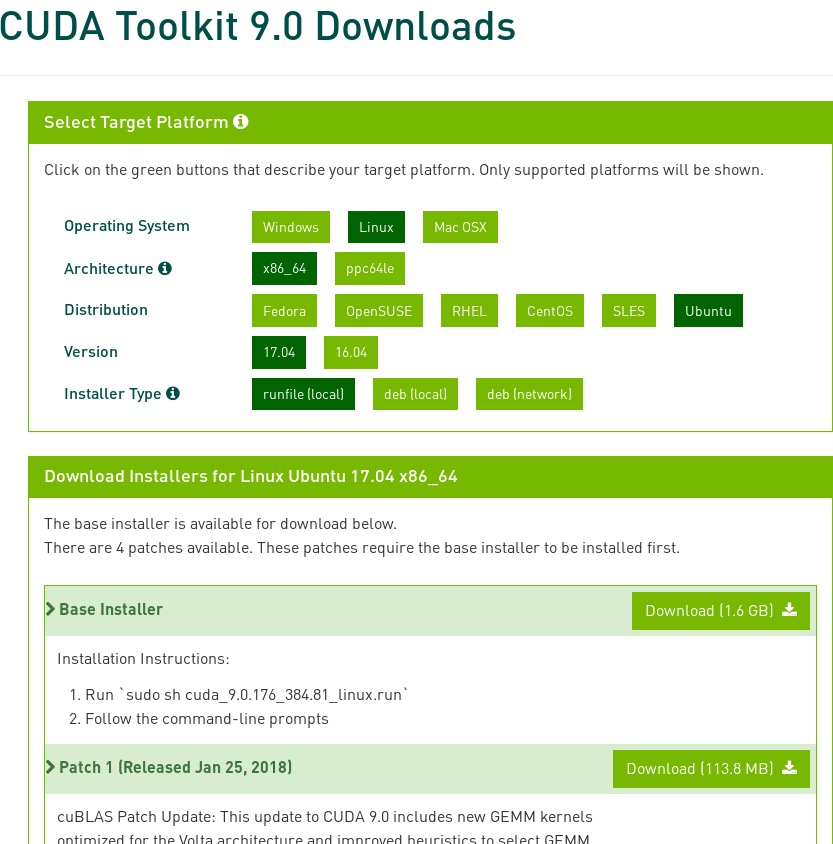 CUDA Toolkit 9.0 Downloads
Select Target Platform
Click on the green buttons that describe your target platform. Only supported platforms will be shown.
Operating System Windows Linux Mac OSX
Architecture x86_64 ppc64le
Distribution Fedora OpenSUSE RHEL CentOS SLES Ubuntu
Version 17.04 16.04
Installer Type runfile (local) deb (local) deb (network)
Download Installers for Linux Ubuntu 17.04 x86_64
The base installer is available for download below.
There are 4 patches available. These patches require the base installer to be installed first.
Base Installer Download (1.6 GB)
Installation Instructions:
1. Run `sudo sh cuda_9.0.176_384.81_linux.run`
2. Follow the command-line prompts
Patch 1 (Released Jan 25, 2018) Download (113.8 MB)
cuBLAS Patch Update: This update to CUDA 9.0 includes new GEMM kernels
optimized for the Volta architecture and improved heuristics to select GEMM